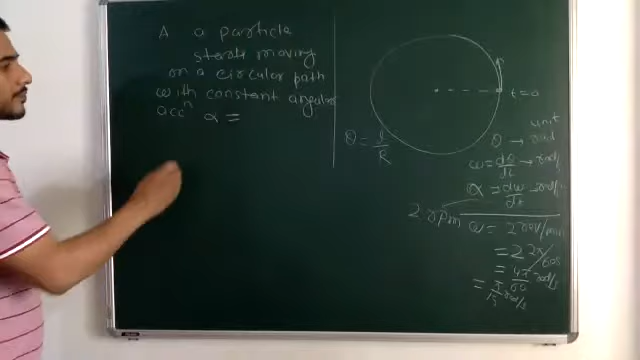 A a particle
starts moving
on a circular path
with constant angular
accⁿ α =
t=0
θ = l/R
unit
θ → rad
ω = dθ/dt → rad/s
α = dω/dt → rad/
2 rpm ω = 2 rev/min
= 2 2π/60s
= 4π/60 rad/s
= π/15 rad/s